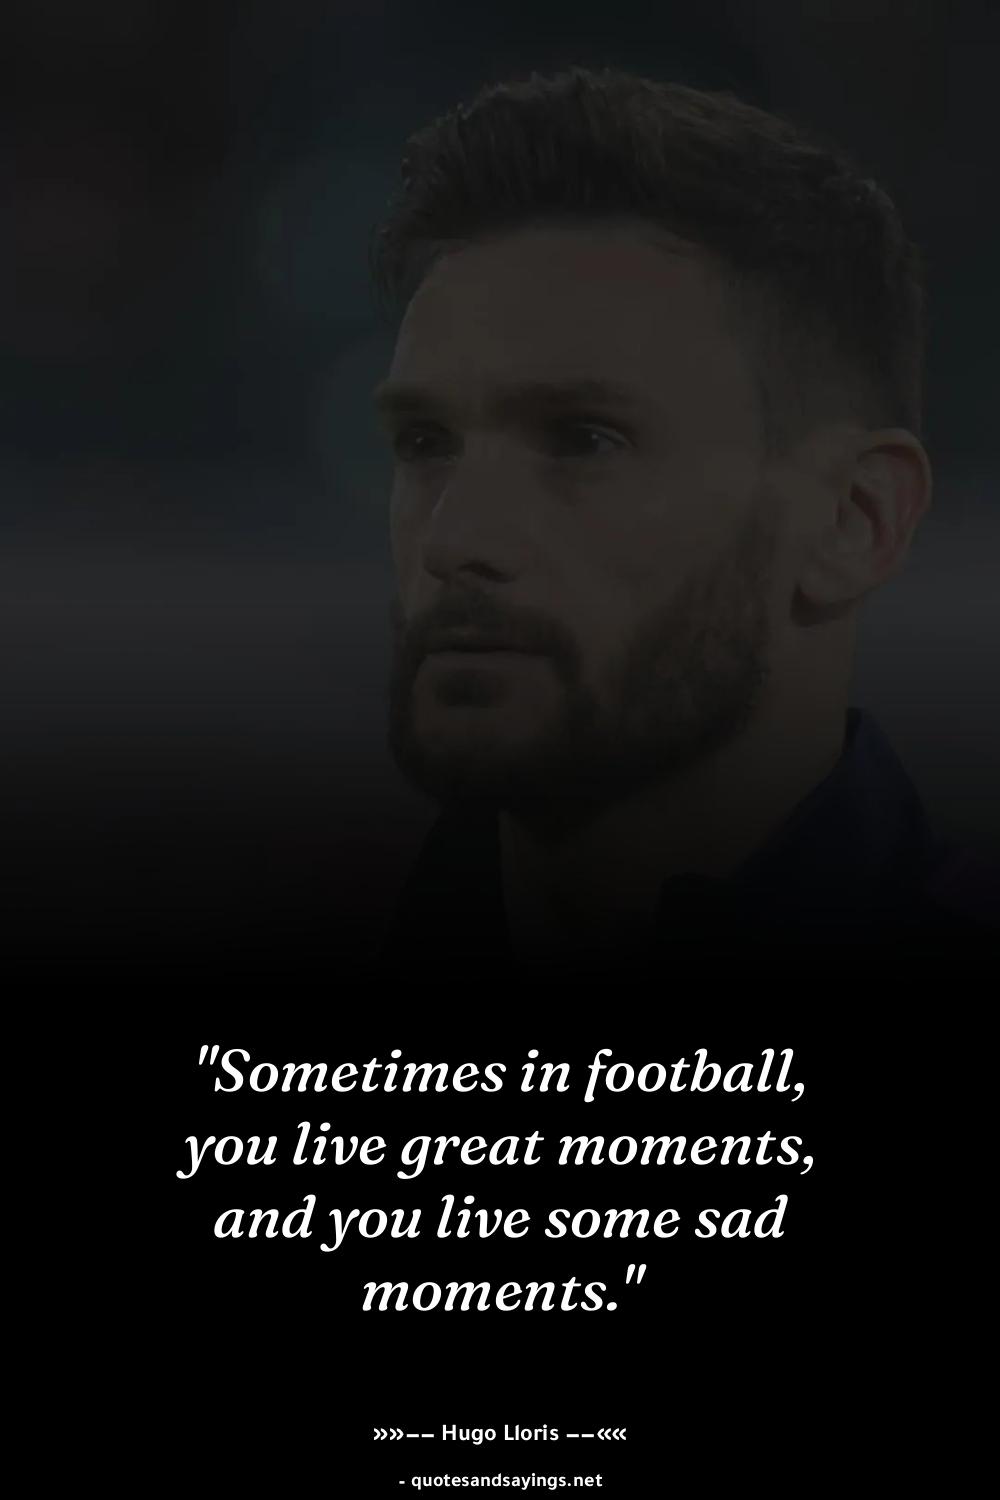 "Sometimes in football,
you live great moments,
and you live some sad
moments."
»»−− Hugo Lloris −−««
- quotesandsayings.net